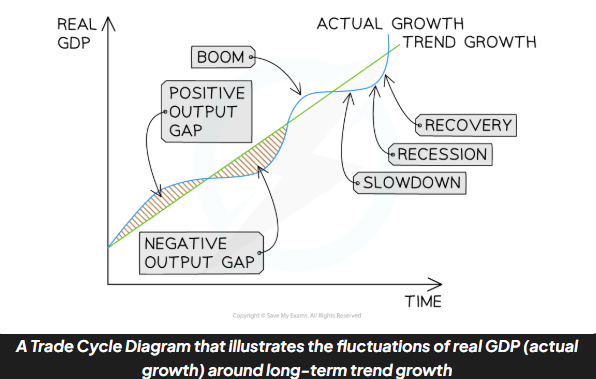 REAL
GDP
ACTUAL GROWTH
TREND GROWTH
BOOM
POSITIVE
OUTPUT
GAP
RECOVERY
RECESSION
SLOWDOWN
NEGATIVE
OUTPUT GAP
TIME
Copyright © Save My Exams. All Rights Reserved
A Trade Cycle Diagram that illustrates the fluctuations of real GDP (actual
growth) around long-term trend growth